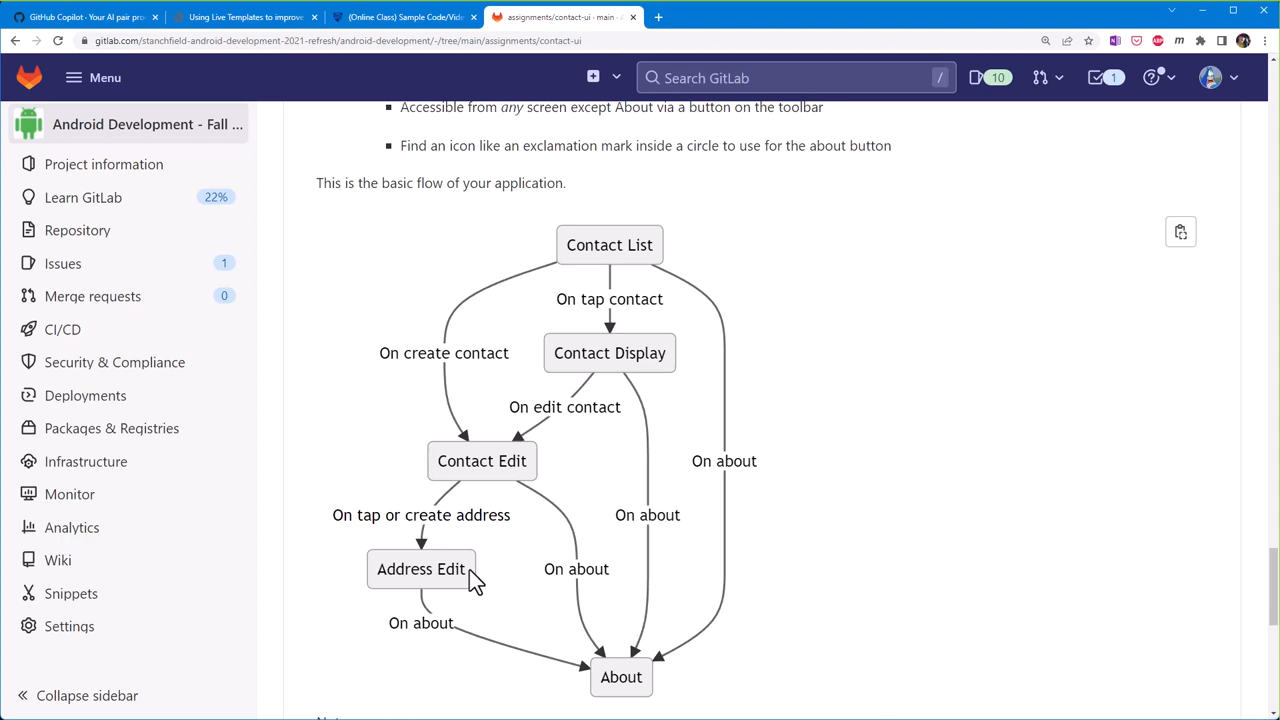 GitHub Copilot · Your AI pair pro
Using Live Templates to improve
(Online Class) Sample Code/Vide
assignments/contact-ui · main · A
gitlab.com/stanchfield-android-development-2021-refresh/android-development/-/tree/main/assignments/contact-ui
Menu
Search GitLab
/
10
1
Android Development - Fall ...
Project information
Learn GitLab
22%
Repository
Issues
1
Merge requests
0
CI/CD
Security & Compliance
Deployments
Packages & Registries
Infrastructure
Monitor
Analytics
Wiki
Snippets
Settings
Collapse sidebar
Accessible from any screen except About via a button on the toolbar
Find an icon like an exclamation mark inside a circle to use for the about button
This is the basic flow of your application.
Contact List
On tap contact
On create contact
Contact Display
On edit contact
Contact Edit
On about
On tap or create address
On about
Address Edit
On about
On about
About